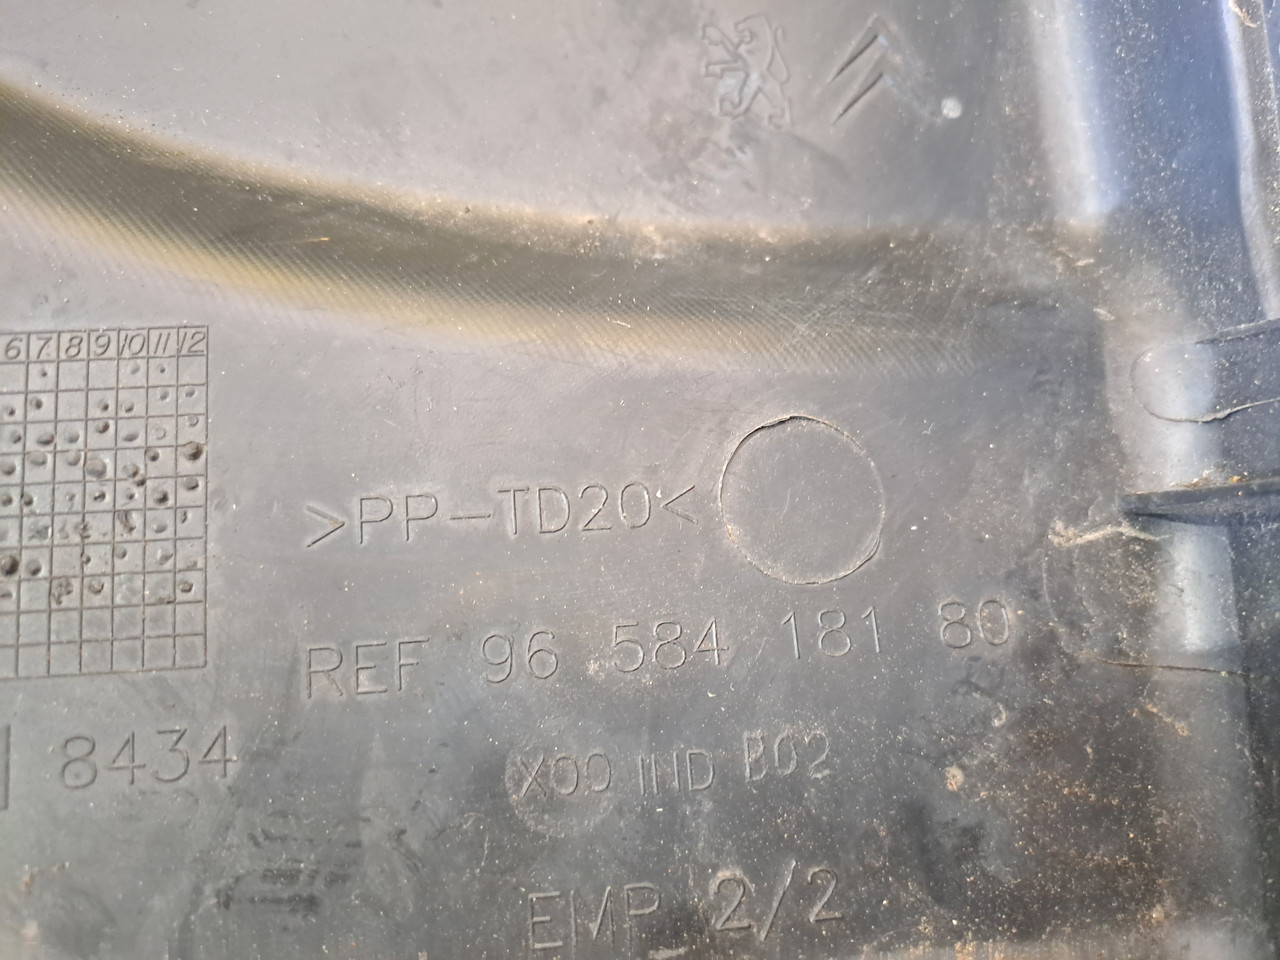 6 7 8 9 10 11 12
>PP-TD20<
REF 96 584 181 80
8434
X00 IND B02
EMP 2/2